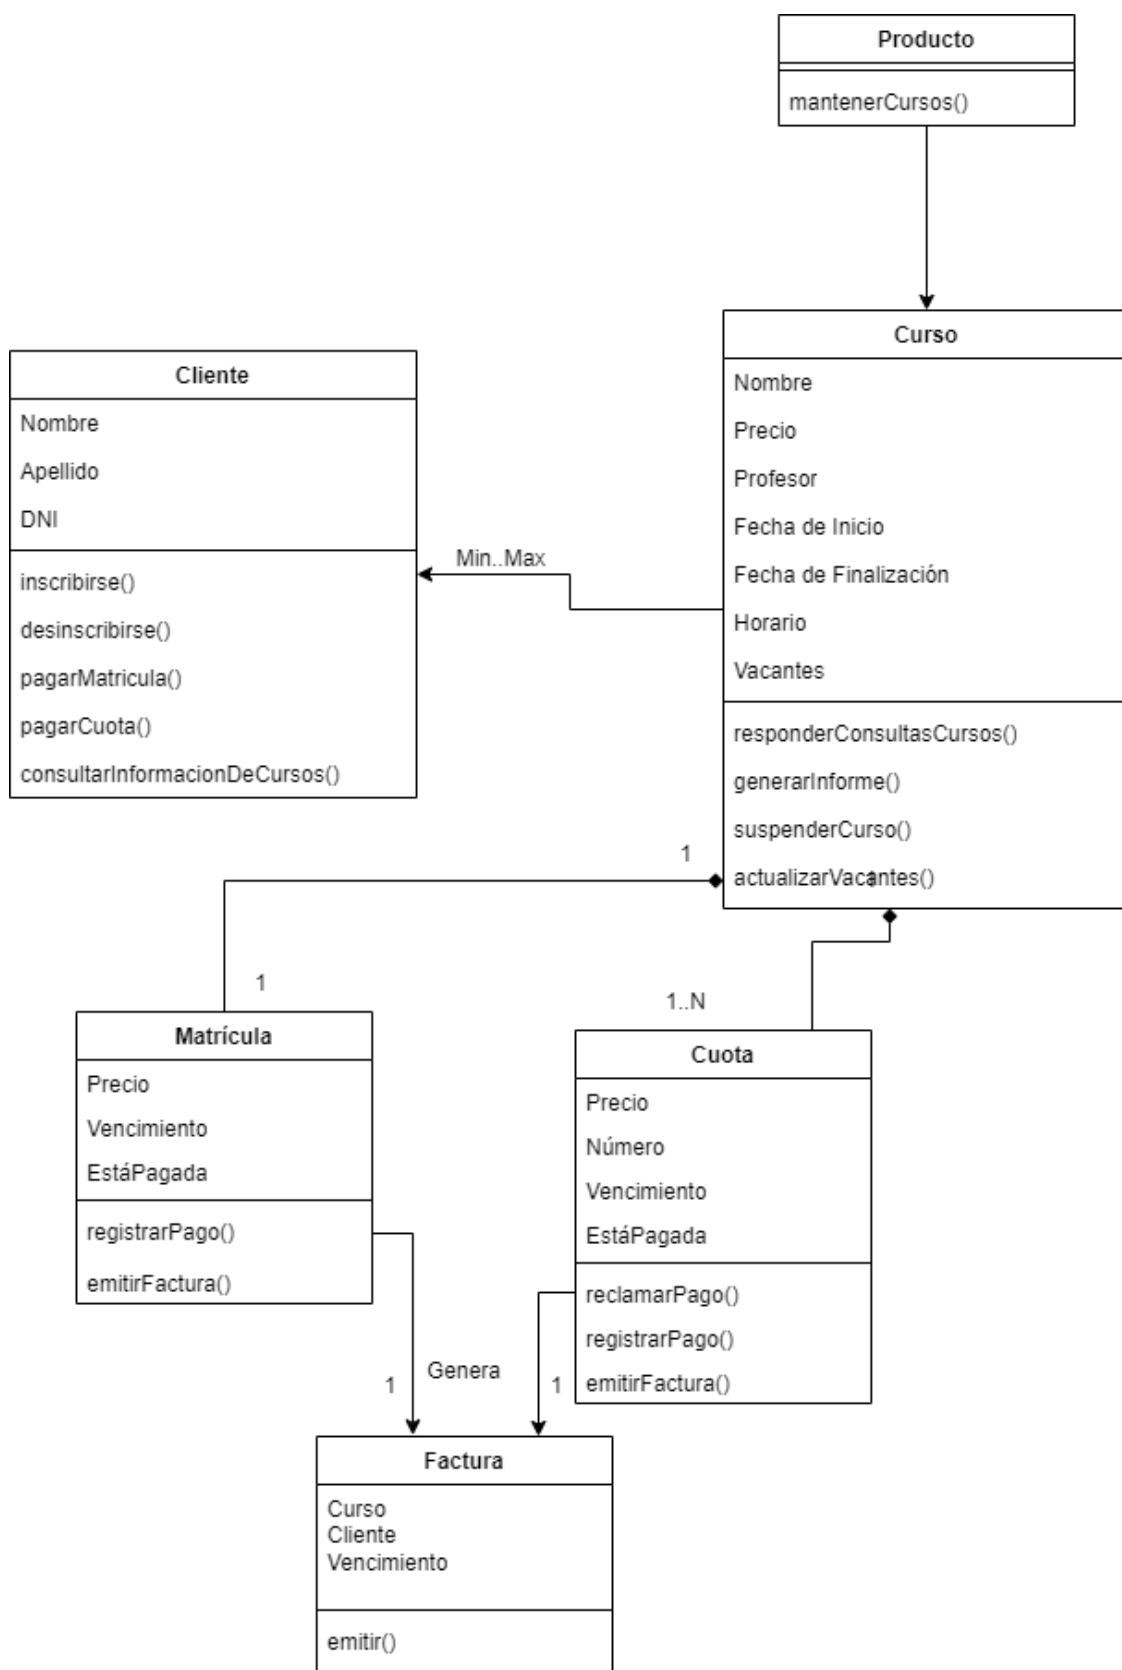 Producto
mantenerCursos()
Curso
Nombre
Precio
Profesor
Fecha de Inicio
Fecha de Finalización
Horario
Vacantes
responderConsultasCursos()
generarInforme()
suspenderCurso()
actualizarVacantes()
Cliente
Nombre
Apellido
DNI
inscribirse()
desinscribirse()
pagarMatricula()
pagarCuota()
consultarInformacionDeCursos()
Min..Max
1
1
1
1..N
Matrícula
Precio
Vencimiento
EstáPagada
registrarPago()
emitirFactura()
Cuota
Precio
Número
Vencimiento
EstáPagada
reclamarPago()
registrarPago()
emitirFactura()
1
Genera
1
Factura
Curso
Cliente
Vencimiento
emitir()